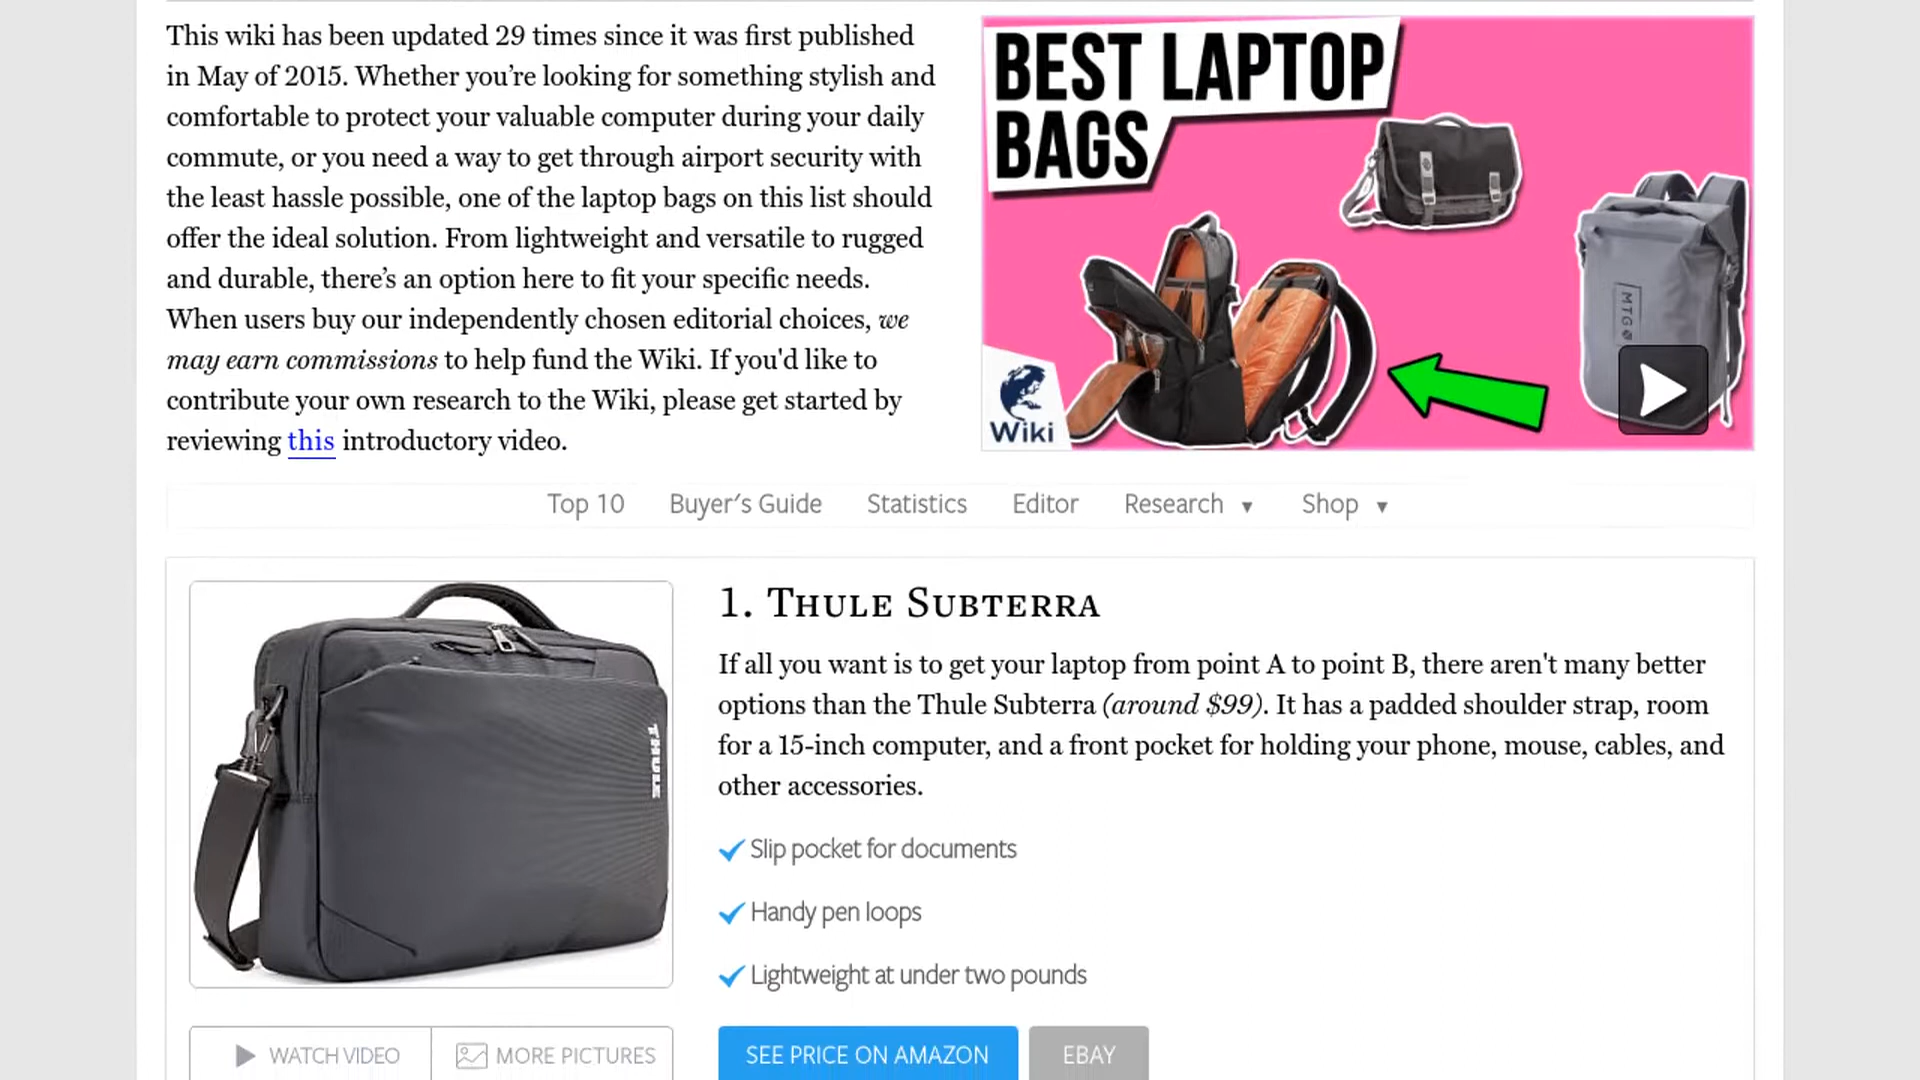 This wiki has been updated 29 times since it was first published
in May of 2015. Whether you’re looking for something stylish and
comfortable to protect your valuable computer during your daily
commute, or you need a way to get through airport security with
the least hassle possible, one of the laptop bags on this list should
offer the ideal solution. From lightweight and versatile to rugged
and durable, there’s an option here to fit your specific needs.
When users buy our independently chosen editorial choices, we
may earn commissions to help fund the Wiki. If you'd like to
contribute your own research to the Wiki, please get started by
reviewing this introductory video.
BEST LAPTOP
BAGS
MTG
Wiki
Top 10 Buyer's Guide Statistics Editor Research ▼ Shop ▼
THULE
1. Thule Subterra
If all you want is to get your laptop from point A to point B, there aren't many better
options than the Thule Subterra (around $99). It has a padded shoulder strap, room
for a 15-inch computer, and a front pocket for holding your phone, mouse, cables, and
other accessories.
Slip pocket for documents
Handy pen loops
Lightweight at under two pounds
WATCH VIDEO MORE PICTURES
SEE PRICE ON AMAZON EBAY